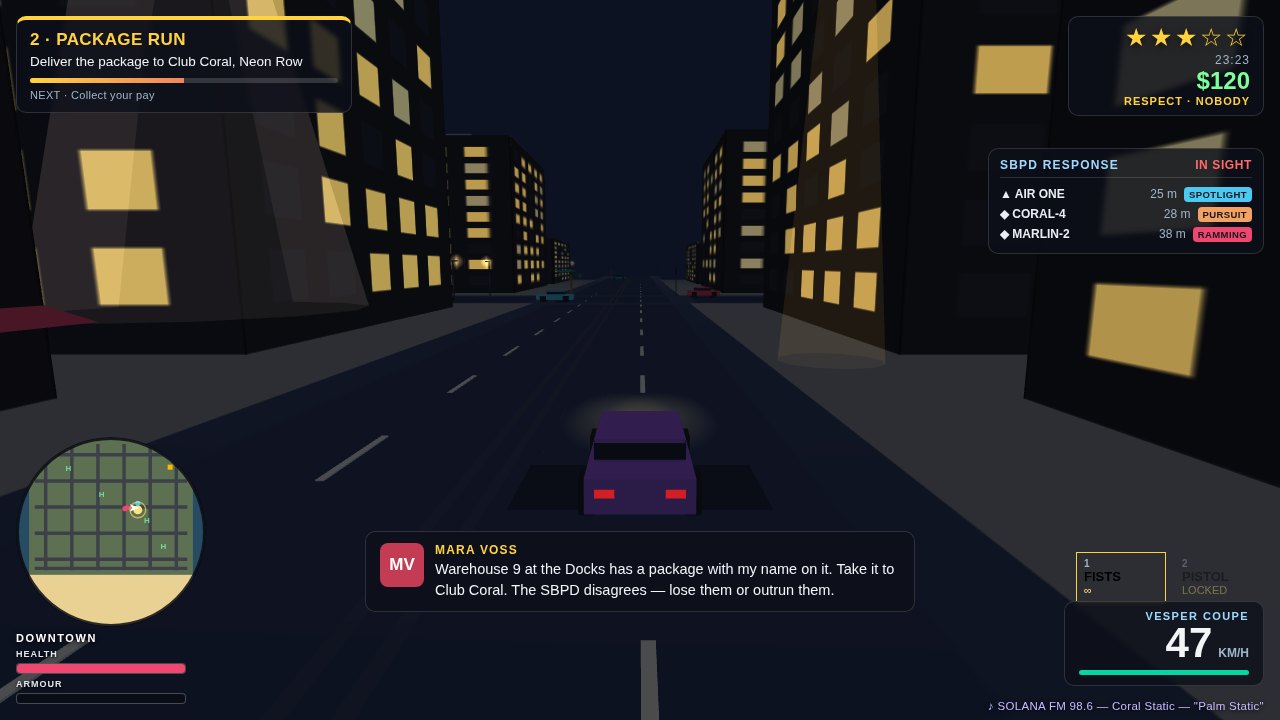 2 · PACKAGE RUN
Deliver the package to Club Coral, Neon Row
NEXT · Collect your pay
★★★☆☆
23:23
$120
RESPECT · NOBODY
SBPD RESPONSE IN SIGHT
▲ AIR ONE 25 m SPOTLIGHT
◆ CORAL-4 28 m PURSUIT
◆ MARLIN-2 38 m RAMMING
H
H
H
H
MV
MARA VOSS
Warehouse 9 at the Docks has a package with my name on it. Take it to
Club Coral. The SBPD disagrees — lose them or outrun them.
1
FISTS
∞
2
PISTOL
LOCKED
VESPER COUPE
47 KM/H
DOWNTOWN
HEALTH
ARMOUR
♪ SOLANA FM 98.6 — Coral Static — "Palm Static"